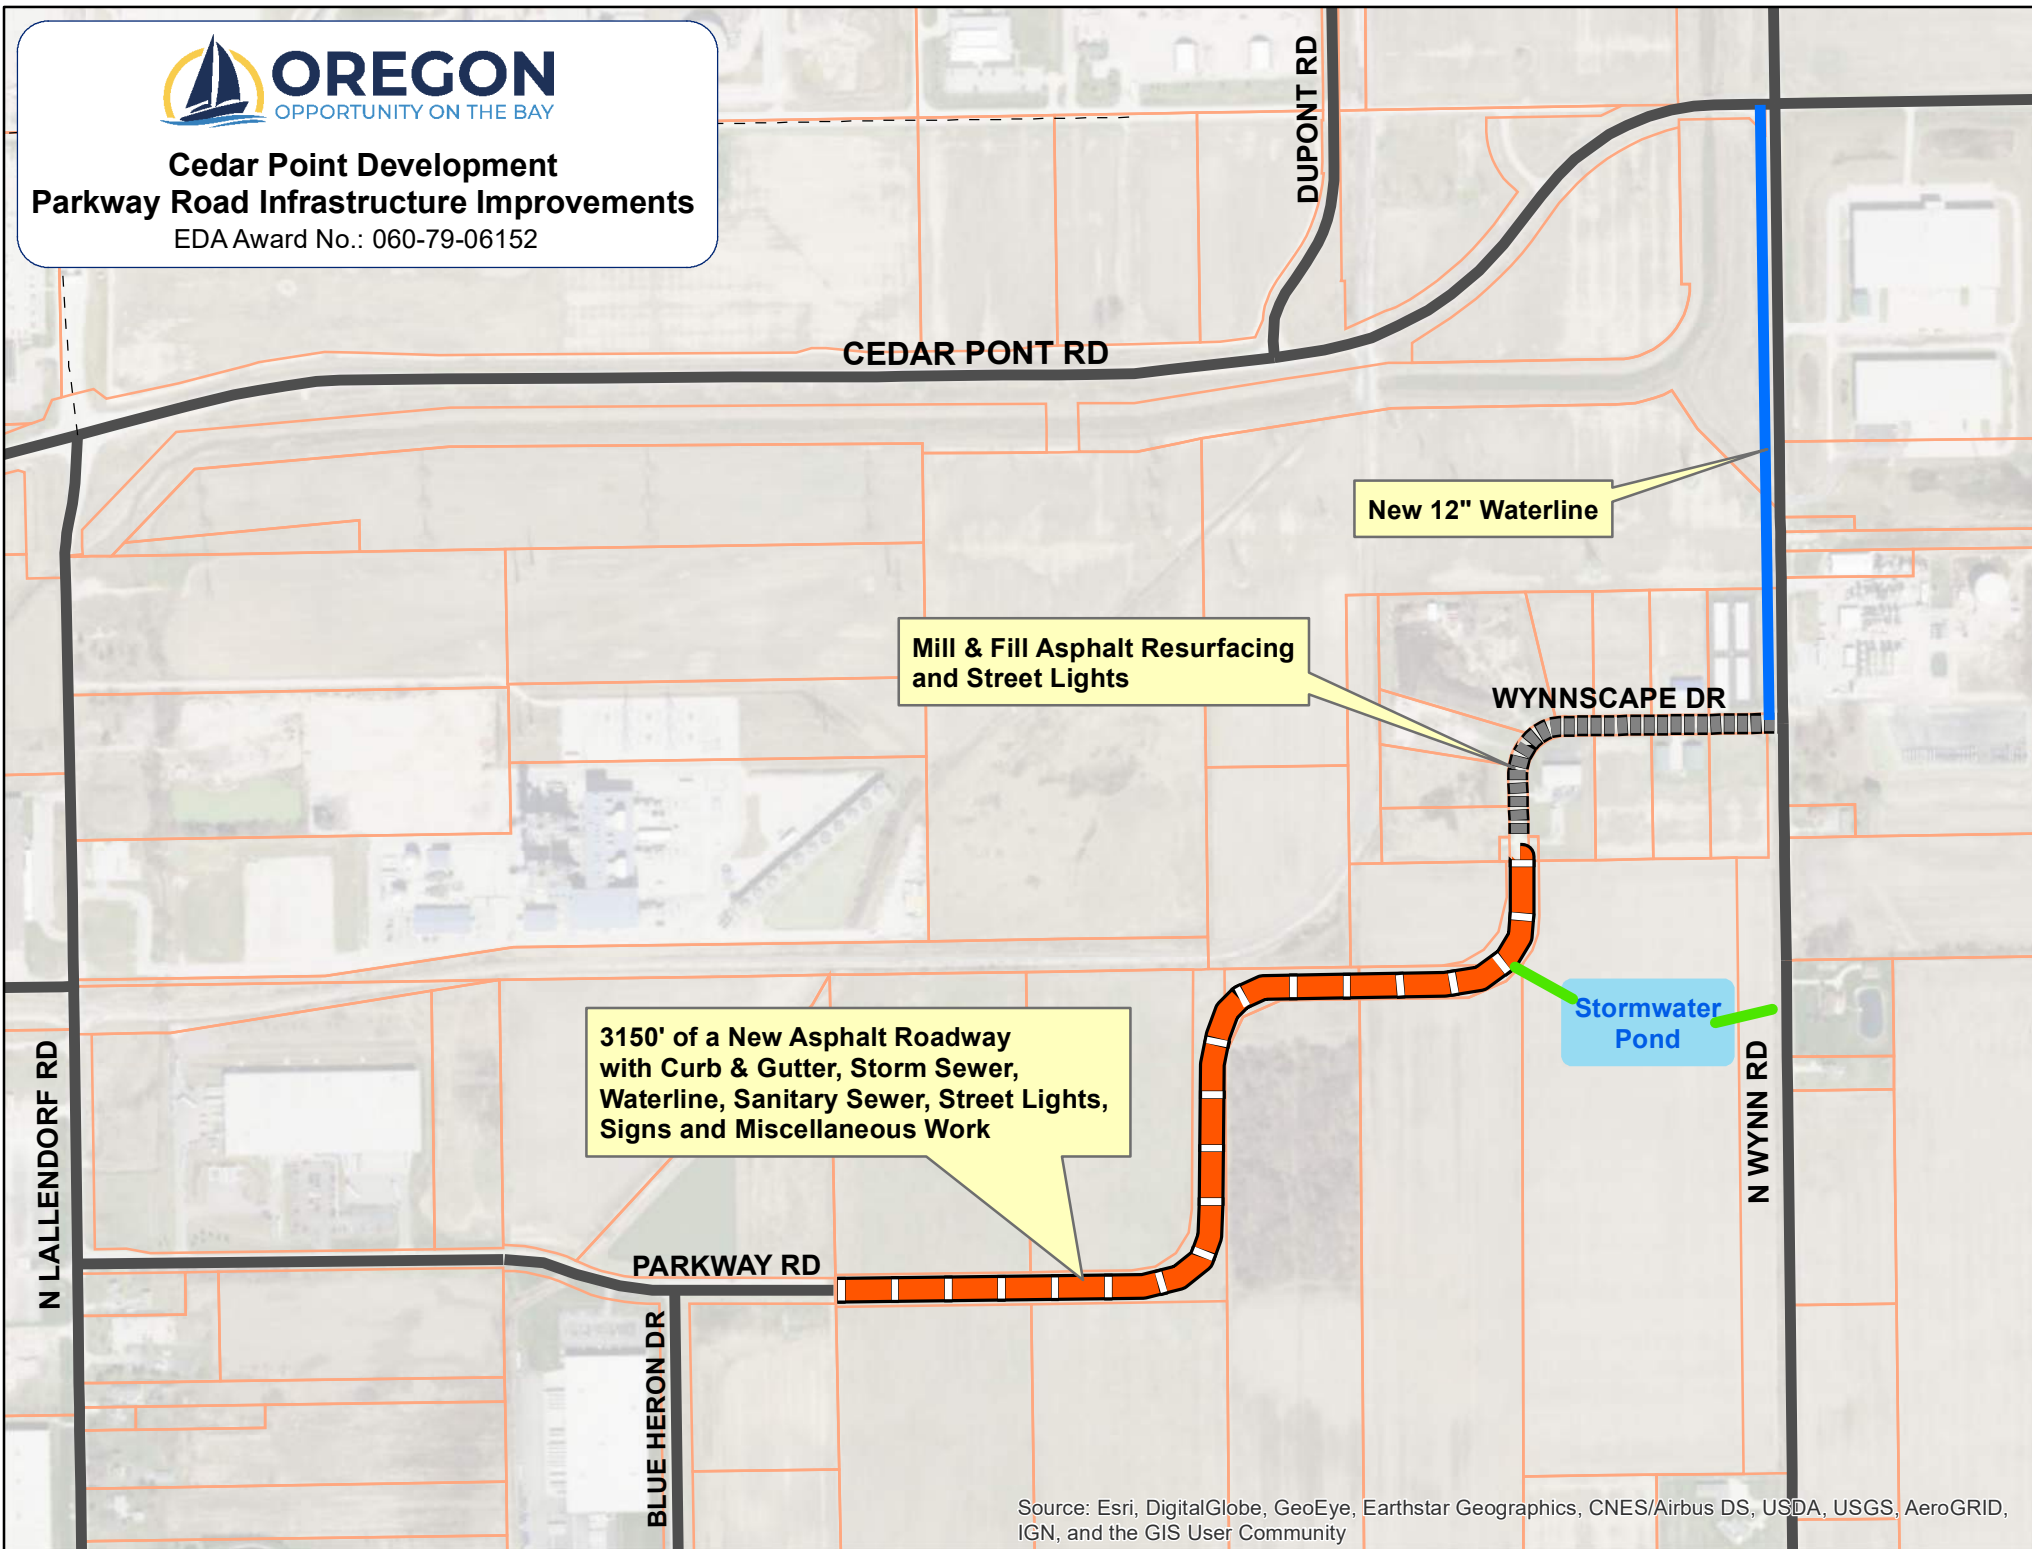 OREGON
OPPORTUNITY ON THE BAY
Cedar Point Development
Parkway Road Infrastructure Improvements
EDA Award No.: 060-79-06152
DUPONT RD
CEDAR PONT RD
New 12" Waterline
Mill & Fill Asphalt Resurfacing
and Street Lights
WYNNSCAPE DR
Stormwater
Pond
3150' of a New Asphalt Roadway
with Curb & Gutter, Storm Sewer,
Waterline, Sanitary Sewer, Street Lights,
Signs and Miscellaneous Work
N LALLENDORF RD
N WYNN RD
PARKWAY RD
BLUE HERON DR
Source: Esri, DigitalGlobe, GeoEye, Earthstar Geographics, CNES/Airbus DS, USDA, USGS, AeroGRID,
IGN, and the GIS User Community